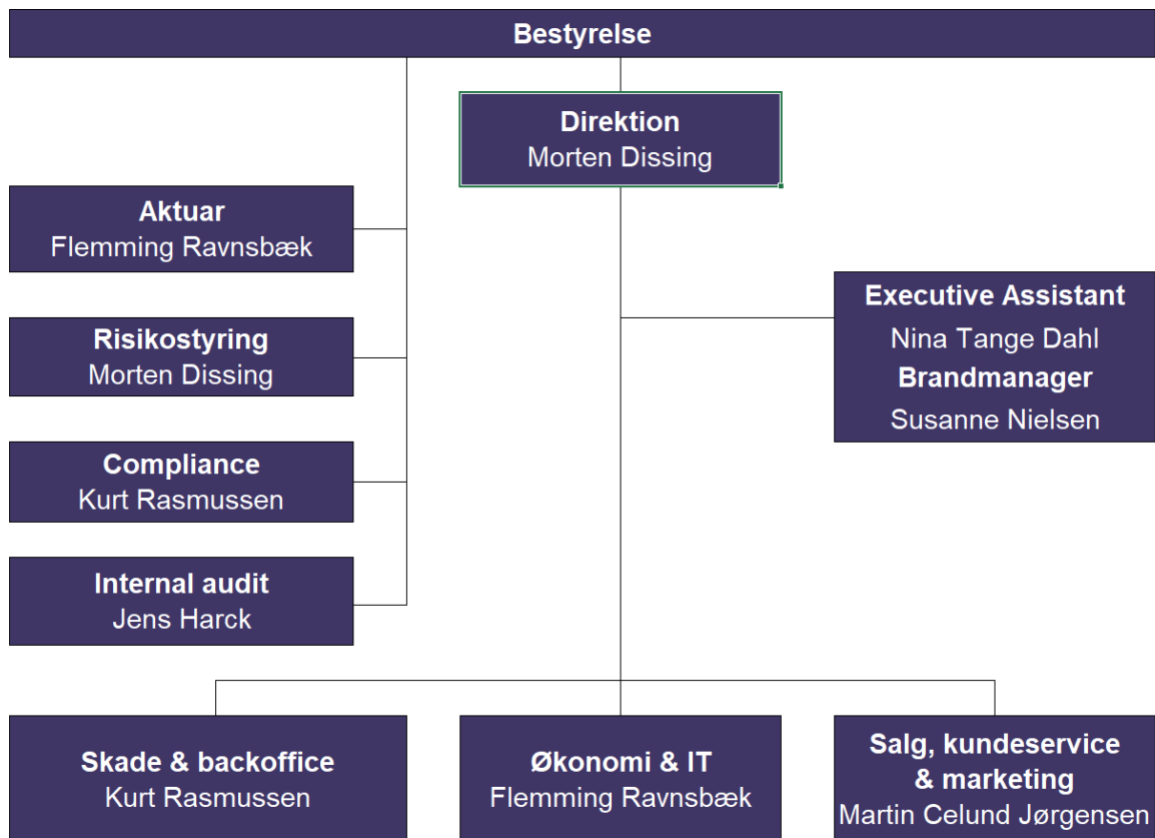 Bestyrelse
Direktion
Morten Dissing
Aktuar
Flemming Ravnsbæk
Risikostyring
Morten Dissing
Compliance
Kurt Rasmussen
Internal audit
Jens Harck
Executive Assistant
Nina Tange Dahl
Brandmanager
Susanne Nielsen
Skade & backoffice
Kurt Rasmussen
Økonomi & IT
Flemming Ravnsbæk
Salg, kundeservice
& marketing
Martin Celund Jørgensen